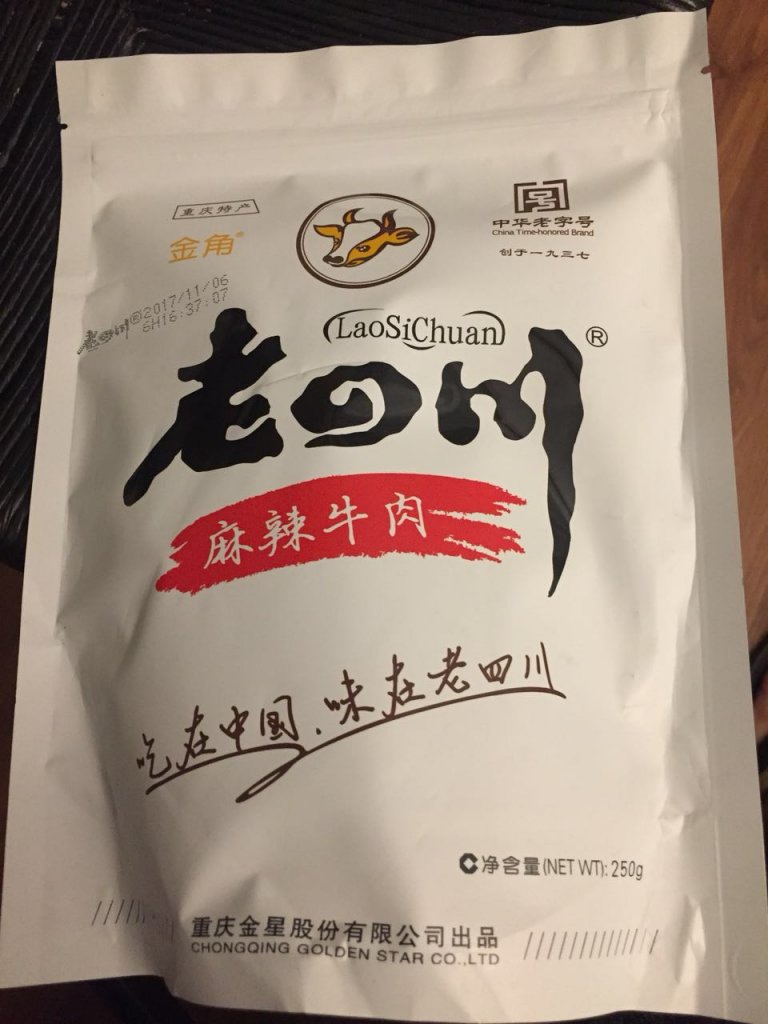 重庆特产
金角®
中华老字号
China Time-honored Brand
创于一九三七
老四川®2017/11/06
6H16:37:07
LaoSiChuan
老四川®
麻辣牛肉
吃在中国、味在老四川
净含量(NET WT): 250g
重庆金星股份有限公司出品
CHONGQING GOLDEN STAR CO.,LTD